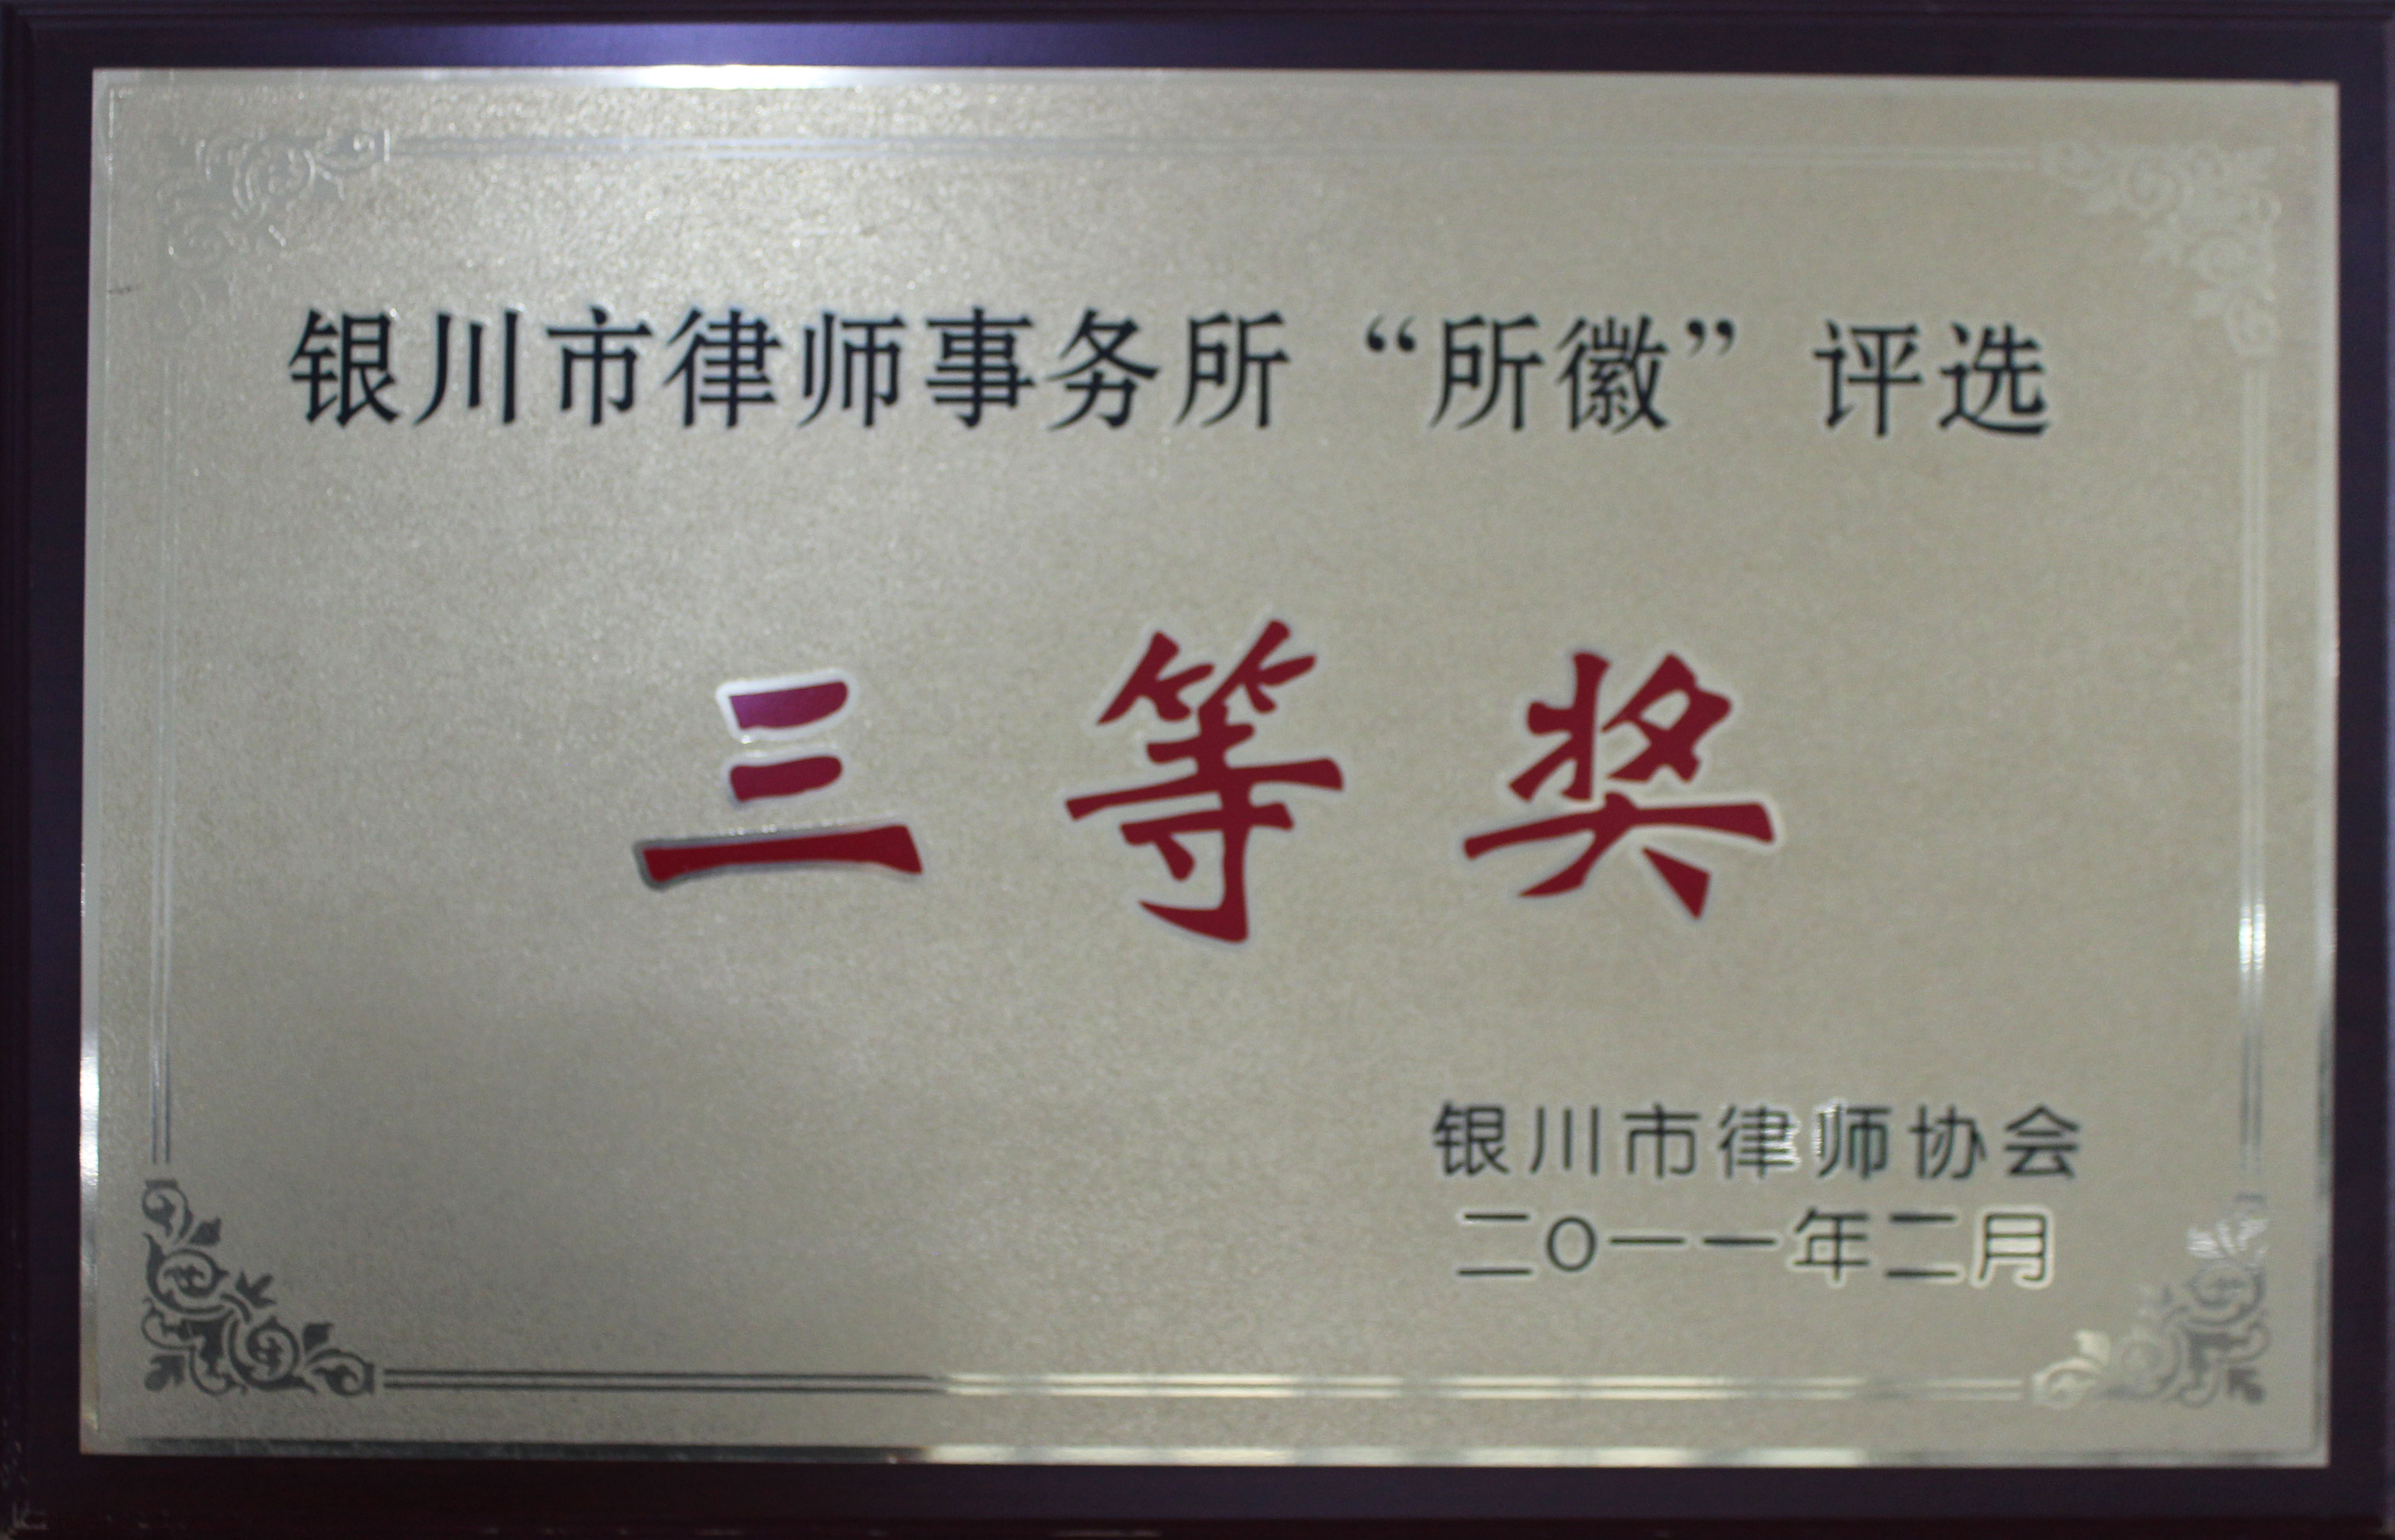 银川市律师事务所“所徽”评选
三等奖
银川市律师协会
二O一一年二月